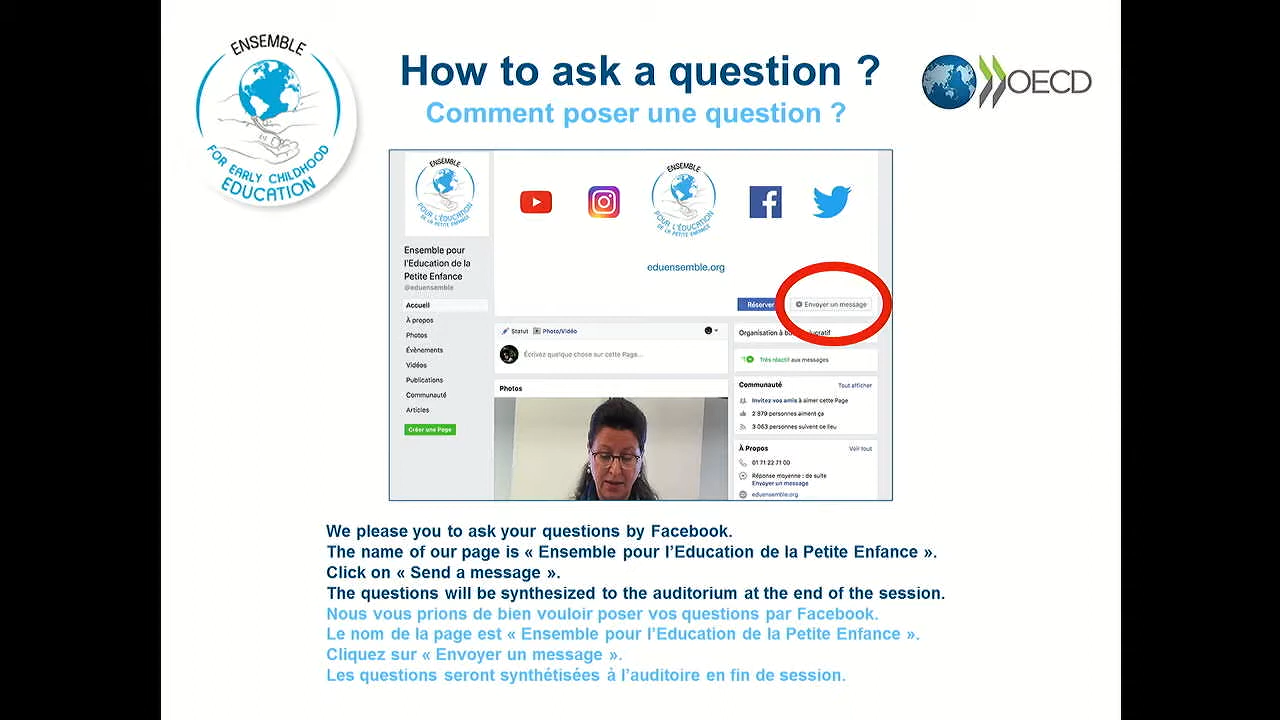 ENSEMBLE
FOR EARLY CHILDHOOD
EDUCATION
How to ask a question ?
Comment poser une question ?
OECD
ENSEMBLE
POUR L'ÉDUCATION
DE LA PETITE ENFANCE
Ensemble pour
l'Education de la
Petite Enfance
@eduensemble
Accueil
À propos
Photos
Évènements
Vidéos
Publications
Communauté
Articles
Créer une Page
ENSEMBLE
POUR L'ÉDUCATION
DE LA PETITE ENFANCE
eduensemble.org
Réserver
Envoyer un message
Statut
Photo/Vidéo
Écrivez quelque chose sur cette Page...
Photos
Organisation à
Très réactif aux messages
Communauté
Tout afficher
Invitez vos amis à aimer cette Page
2 379 personnes aiment ça
3 063 personnes suivent ce lieu
À Propos
Voir tout
01 71 22 71 00
Réponse moyenne : de suite
Envoyer un message
eduensemble.org
We please you to ask your questions by Facebook.
The name of our page is « Ensemble pour l'Education de la Petite Enfance ».
Click on « Send a message ».
The questions will be synthesized to the auditorium at the end of the session.
Nous vous prions de bien vouloir poser vos questions par Facebook.
Le nom de la page est « Ensemble pour l'Education de la Petite Enfance ».
Cliquez sur « Envoyer un message ».
Les questions seront synthétisées à l'auditoire en fin de session.